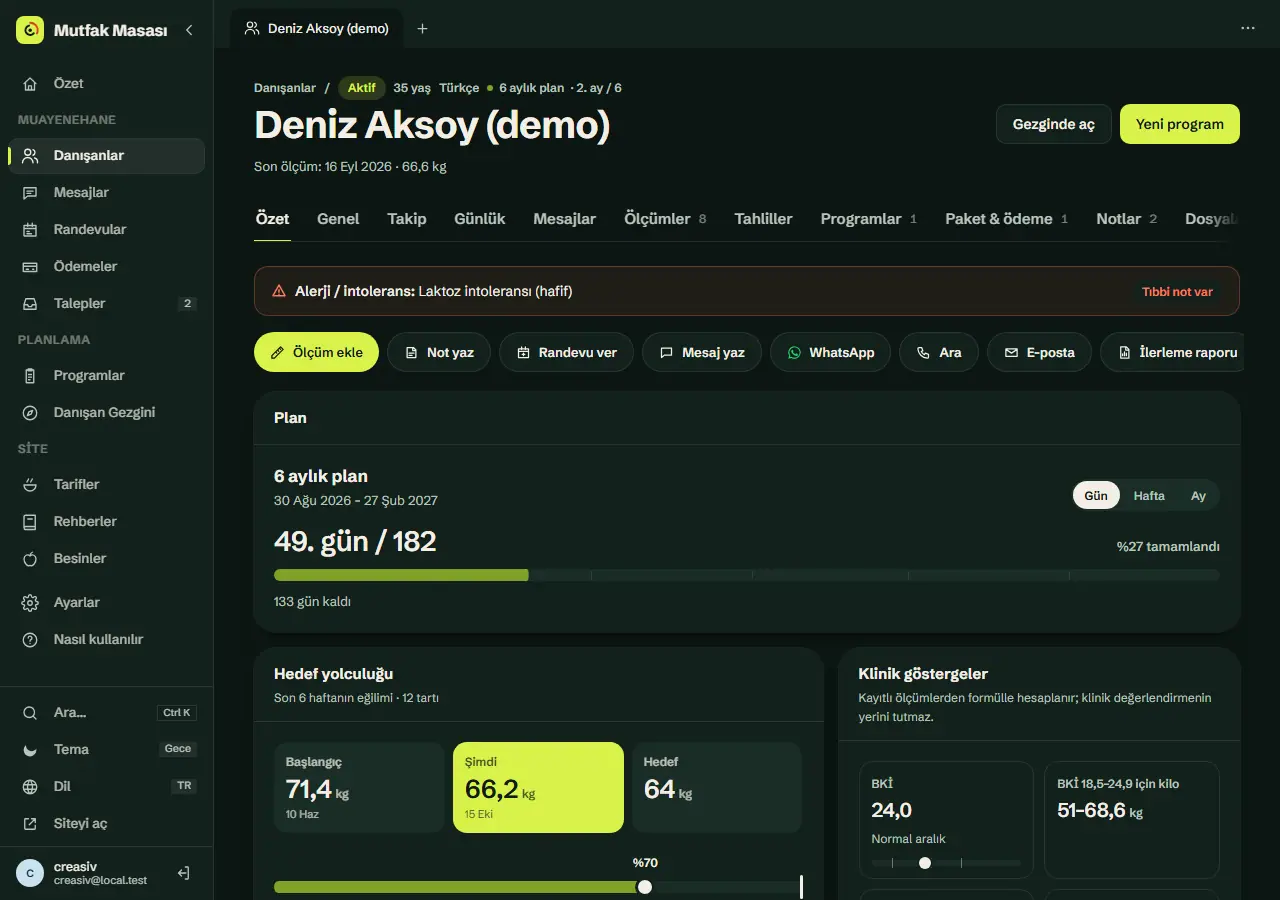 Mutfak Masası
Özet
MUAYENEHANE
Danışanlar
Mesajlar
Randevular
Ödemeler
Talepler 2
PLANLAMA
Programlar
Danışan Gezgini
SİTE
Tarifler
Rehberler
Besinler
Ayarlar
Nasıl kullanılır
Ara... Ctrl K
Tema Gece
Dil TR
Siteyi aç
C creasiv
creasiv@local.test
Deniz Aksoy (demo)
Danışanlar / Aktif 35 yaş Türkçe 6 aylık plan · 2. ay / 6
Deniz Aksoy (demo)
Son ölçüm: 16 Eyl 2026 · 66,6 kg
Gezginde aç Yeni program
Özet Genel Takip Günlük Mesajlar Ölçümler 8 Tahliller Programlar 1 Paket & ödeme 1 Notlar 2 Dosyal
Alerji / intolerans: Laktoz intoleransı (hafif) Tıbbi not var
Ölçüm ekle Not yaz Randevu ver Mesaj yaz WhatsApp Ara E-posta İlerleme raporu
Plan
6 aylık plan
30 Ağu 2026 – 27 Şub 2027
Gün Hafta Ay
49. gün / 182
%27 tamamlandı
133 gün kaldı
Hedef yolculuğu
Son 6 haftanın eğilimi · 12 tartı
Başlangıç
71,4 kg
10 Haz
Şimdi
66,2 kg
15 Eki
Hedef
64 kg
%70
Klinik göstergeler
Kayıtlı ölçümlerden formülle hesaplanır; klinik değerlendirmenin
yerini tutmaz.
BKİ
24,0
Normal aralık
BKİ 18,5–24,9 için kilo
51–68,6 kg